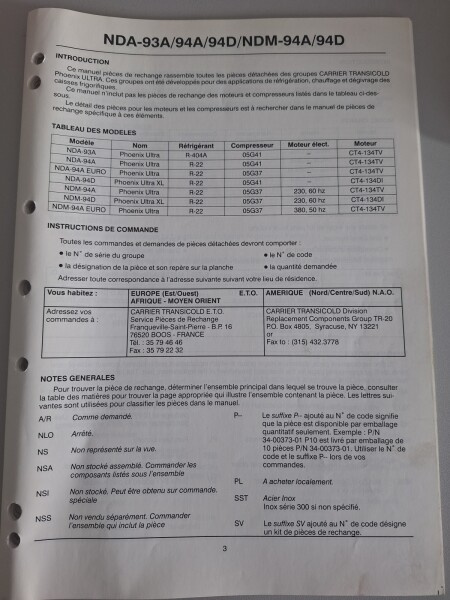 NDA-93A/94A/94D/NDM-94A/94D
INTRODUCTION
Ce manuel pièces de rechange rassemble toutes les pièces détachées des groupes CARRIER TRANSICOLD
Phoenix ULTRA. Ces groupes ont été développés pour des applications de réfrigération, chauffage et dégivrage des
caisses frigorifiques.
Ce manuel n'inclut pas les pièces de rechange des moteurs et compresseurs listées dans le tableau ci-des-
sous.
Le détail des pièces pour les moteurs et les compresseurs est à rechercher dans le manuel de pièces de
rechange spécifique à ces éléments.
TABLEAU DES MODELES
Modèle Nom Réfrigérant Compresseur Moteur élect. Moteur
NDA-93A Phoenix Ultra R-404A 05G41 – CT4-134TV
NDA-94A Phoenix Ultra R-22 05G41 – CT4-134TV
NDA-94A EURO Phoenix Ultra R-22 05G37 – CT4-134TV
NDA-94D Phoenix Ultra XL R-22 05G41 – CT4-134DI
NDM-94A Phoenix Ultra R-22 05G37 230, 60 hz CT4-134TV
NDM-94D Phoenix Ultra XL R-22 05G37 230, 60 hz CT4-134DI
NDM-94A EURO Phoenix Ultra R-22 05G37 380, 50 hz CT4-134TV
INSTRUCTIONS DE COMMANDE
Toutes les commandes et demandes de pièces détachées devront comporter :
• le N° de série du groupe • le N° de code
• la désignation de la pièce et son repère sur la planche • la quantité demandée
Adresser toute correspondance à l'adresse suivante suivant votre lieu de résidence.
Vous habitez : EUROPE (Est/Ouest) E.T.O. AMERIQUE (Nord/Centre/Sud) N.A.O.
AFRIQUE - MOYEN ORIENT
Adressez vos CARRIER TRANSICOLD E.T.O. CARRIER TRANSICOLD Division
commandes à : Service Pièces de Rechange Replacement Components Group TR-20
Franqueville-Saint-Pierre - B.P. 16 P.O. Box 4805, Syracuse, NY 13221
76520 BOOS - FRANCE or
Tél. : 35 79 46 46 Fax to : (315) 432.3778
Fax : 35 79 22 32
NOTES GENERALES
Pour trouver la pièce de rechange, déterminer l'ensemble principal dans lequel se trouve la pièce, consulter
la table des matières pour trouver la page appropriée qui illustre l'ensemble contenant la pièce. Les lettres sui-
vantes sont utilisées pour classifier les pièces dans le manuel.
A/R Comme demandé.
NLO Arrêté.
NS Non représenté sur la vue.
NSA Non stocké assemblé. Commander les
composants listés sous l'ensemble
NSI Non stocké. Peut être obtenu sur commande.
spéciale
NSS Non vendu séparément. Commander
l'ensemble qui inclut la pièce
P– Le suffixe P– ajouté au N° de code signifie
que la pièce est disponible par emballage
quantitatif seulement. Exemple : P/N
34-00373-01 P10 est livré par emballage de
10 pièces P/N 34-00373-01. Utiliser le N° de
code et le suffixe P– lors de vos
commandes.
PL A acheter localement.
SST Acier Inox
Inox série 300 si non spécifié.
SV Le suffixe SV ajouté au N° de code désigne
un kit de pièces de rechange.
3